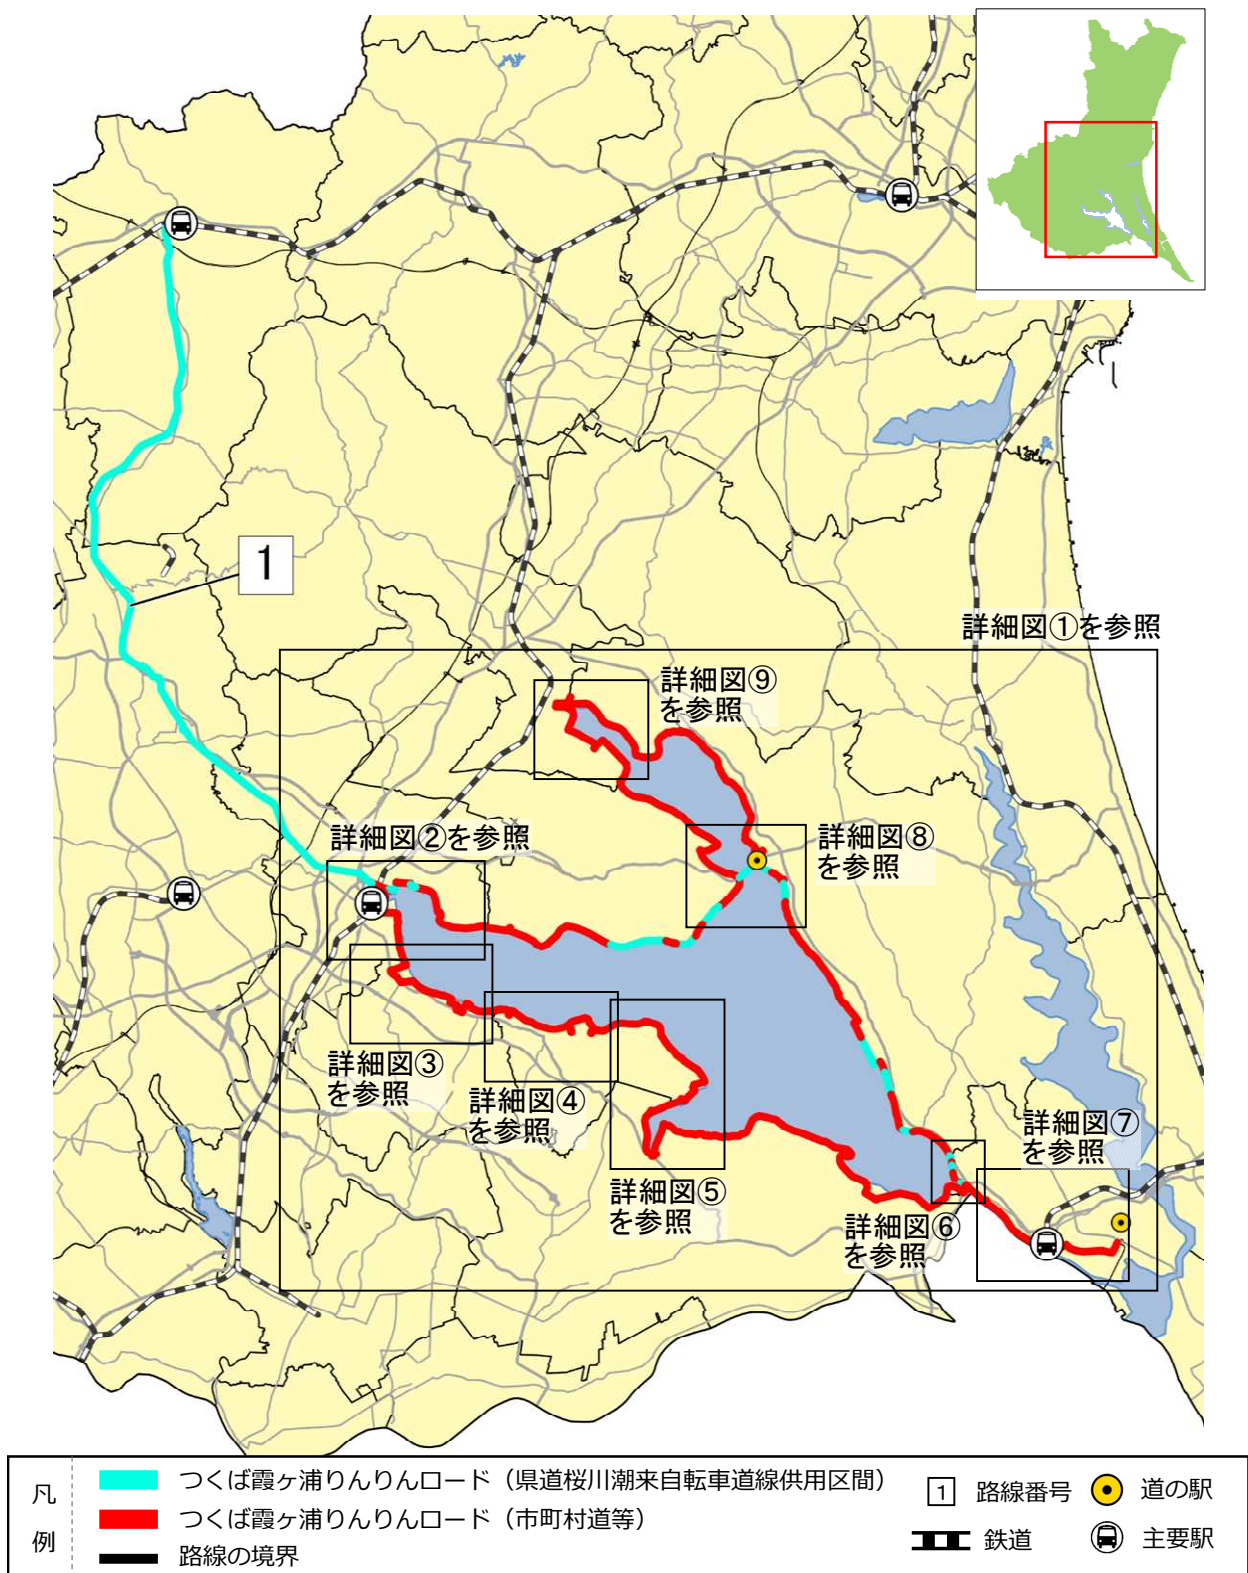 1
詳細図①を参照
詳細図⑨
を参照
詳細図②を参照
詳細図⑧
を参照
詳細図③
を参照
詳細図④
を参照
詳細図⑤
を参照
詳細図⑦
を参照
詳細図⑥
を参照
凡
例
つくば霞ヶ浦りんりんロード（県道桜川潮来自転車道線供用区間）
つくば霞ヶ浦りんりんロード（市町村道等）
路線の境界
1 路線番号
道の駅
鉄道
主要駅